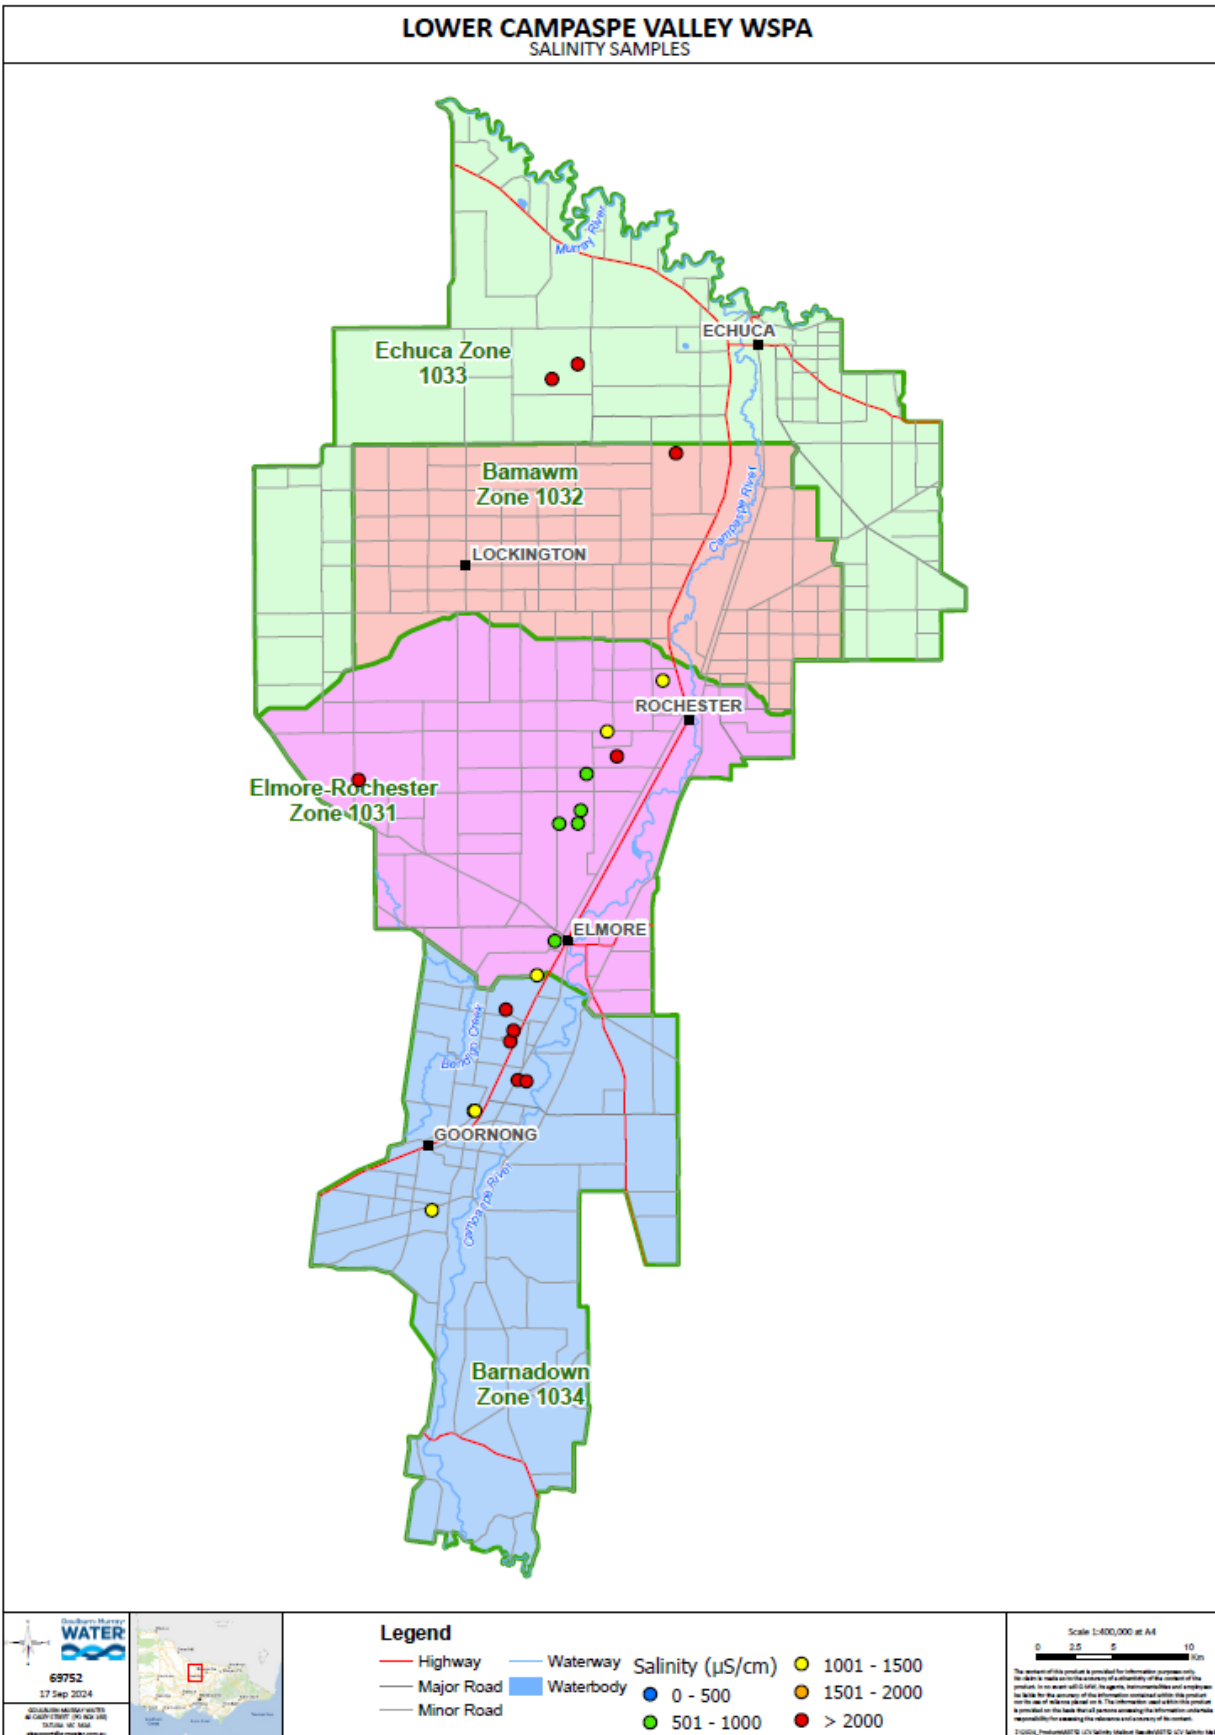 LOWER CAMPASPE VALLEY WSPA
SALINITY SAMPLES
Murray River
ECHUCA
Echuca Zone
1033
Bamawm
Zone 1032
Campaspe River
LOCKINGTON
ROCHESTER
Elmore-Rochester
Zone 1031
ELMORE
Bendigo Creek
GOORNONG
Campaspe River
Barnadown
Zone 1034
Goulburn-Murray
WATER
69752
17 Sep 2024
Legend
Highway
Major Road
Minor Road
Waterway
Waterbody
Salinity (µS/cm)
0 - 500
501 - 1000
1001 - 1500
1501 - 2000
> 2000
Scale 1:400,000 at A4
0 2.5 5 10
Km